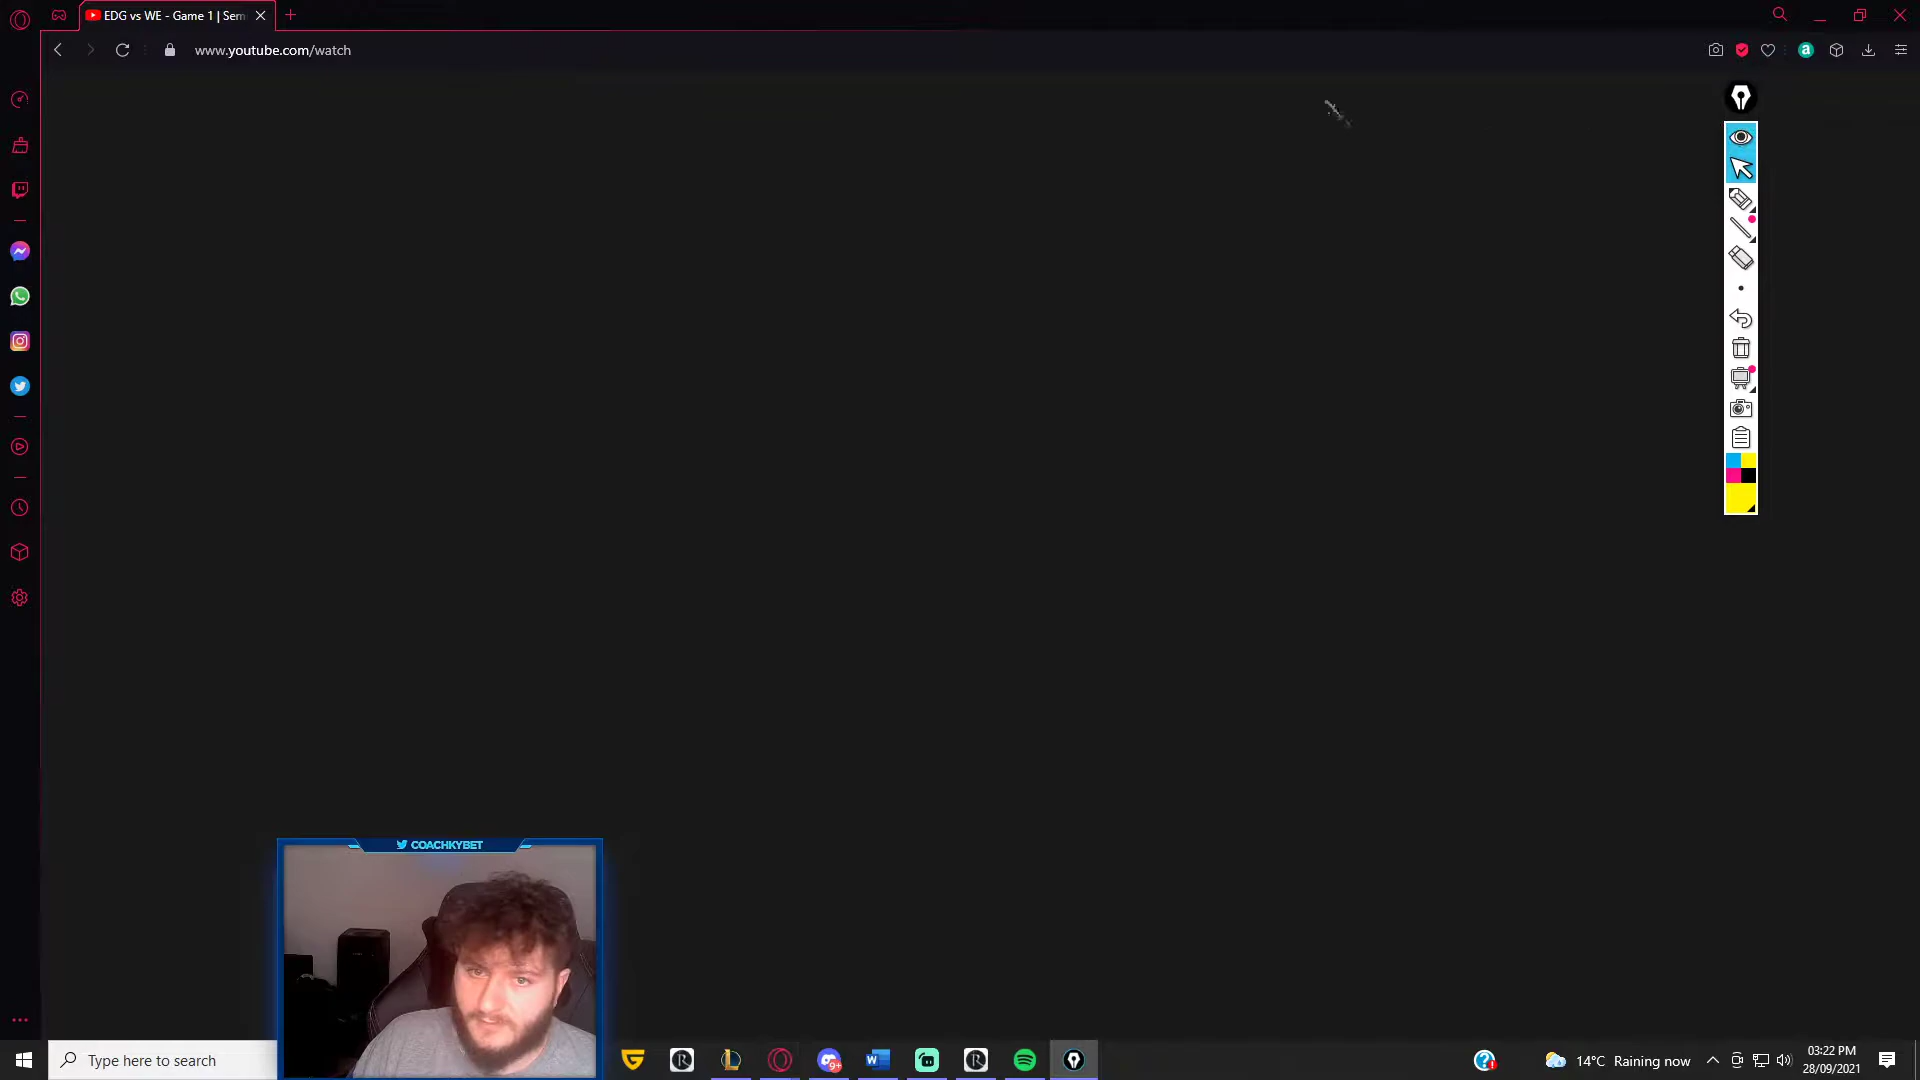 EDG vs WE - Game 1 | Sem
www.youtube.com/watch
COACHKYBET
Type here to search
9+
14°C Raining now
03:22 PM
28/09/2021